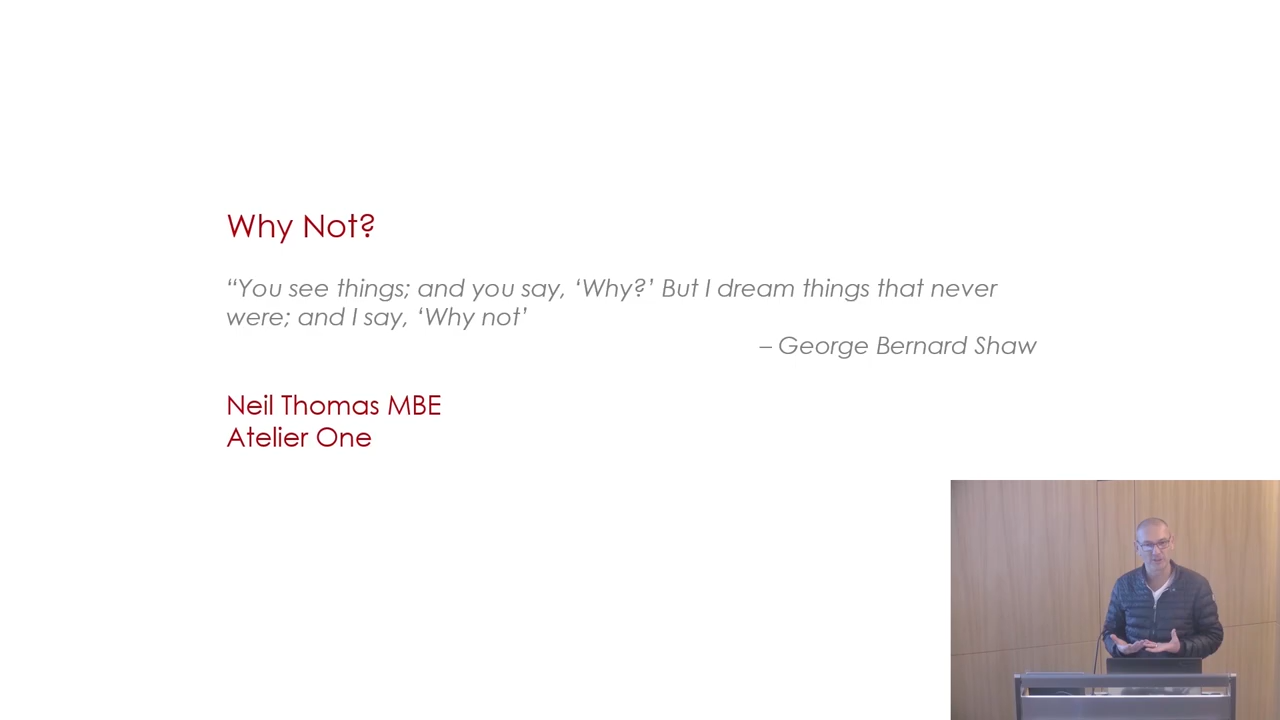 Why Not?
“You see things; and you say, ‘Why?’ But I dream things that never
were; and I say, ‘Why not’
– George Bernard Shaw
Neil Thomas MBE
Atelier One